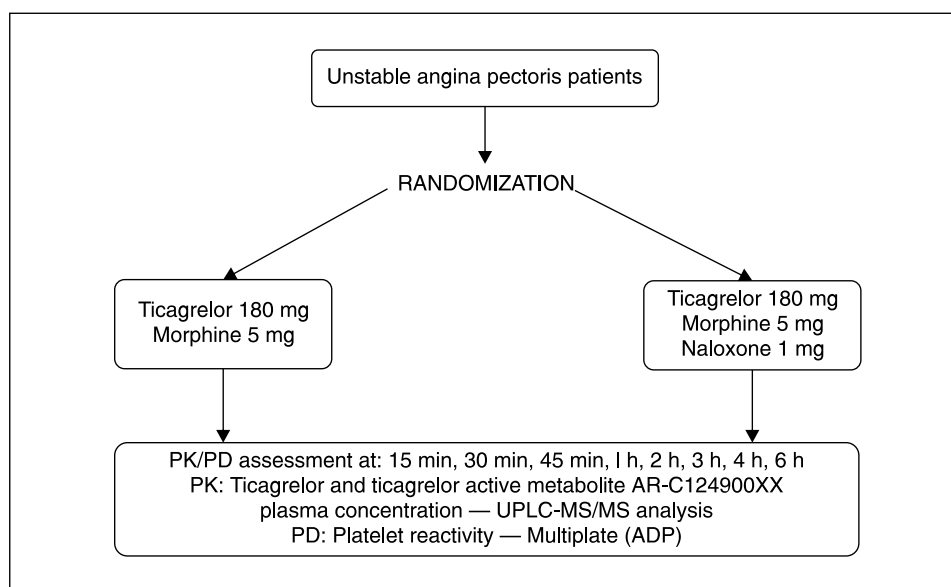 Unstable angina pectoris patients
RANDOMIZATION
Ticagrelor 180 mg
Morphine 5 mg
Ticagrelor 180 mg
Morphine 5 mg
Naloxone 1 mg
PK/PD assessment at: 15 min, 30 min, 45 min, l h, 2 h, 3 h, 4 h, 6 h
PK: Ticagrelor and ticagrelor active metabolite AR-C124900XX
plasma concentration — UPLC-MS/MS analysis
PD: Platelet reactivity — Multiplate (ADP)